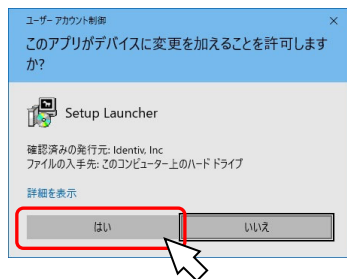 ユーザー アカウント制御
このアプリがデバイスに変更を加えることを許可します
か?
Setup Launcher
確認済みの発行元: Identiv, Inc
ファイルの入手先: このコンピューター上のハード ドライブ
詳細を表示
はい
いいえ